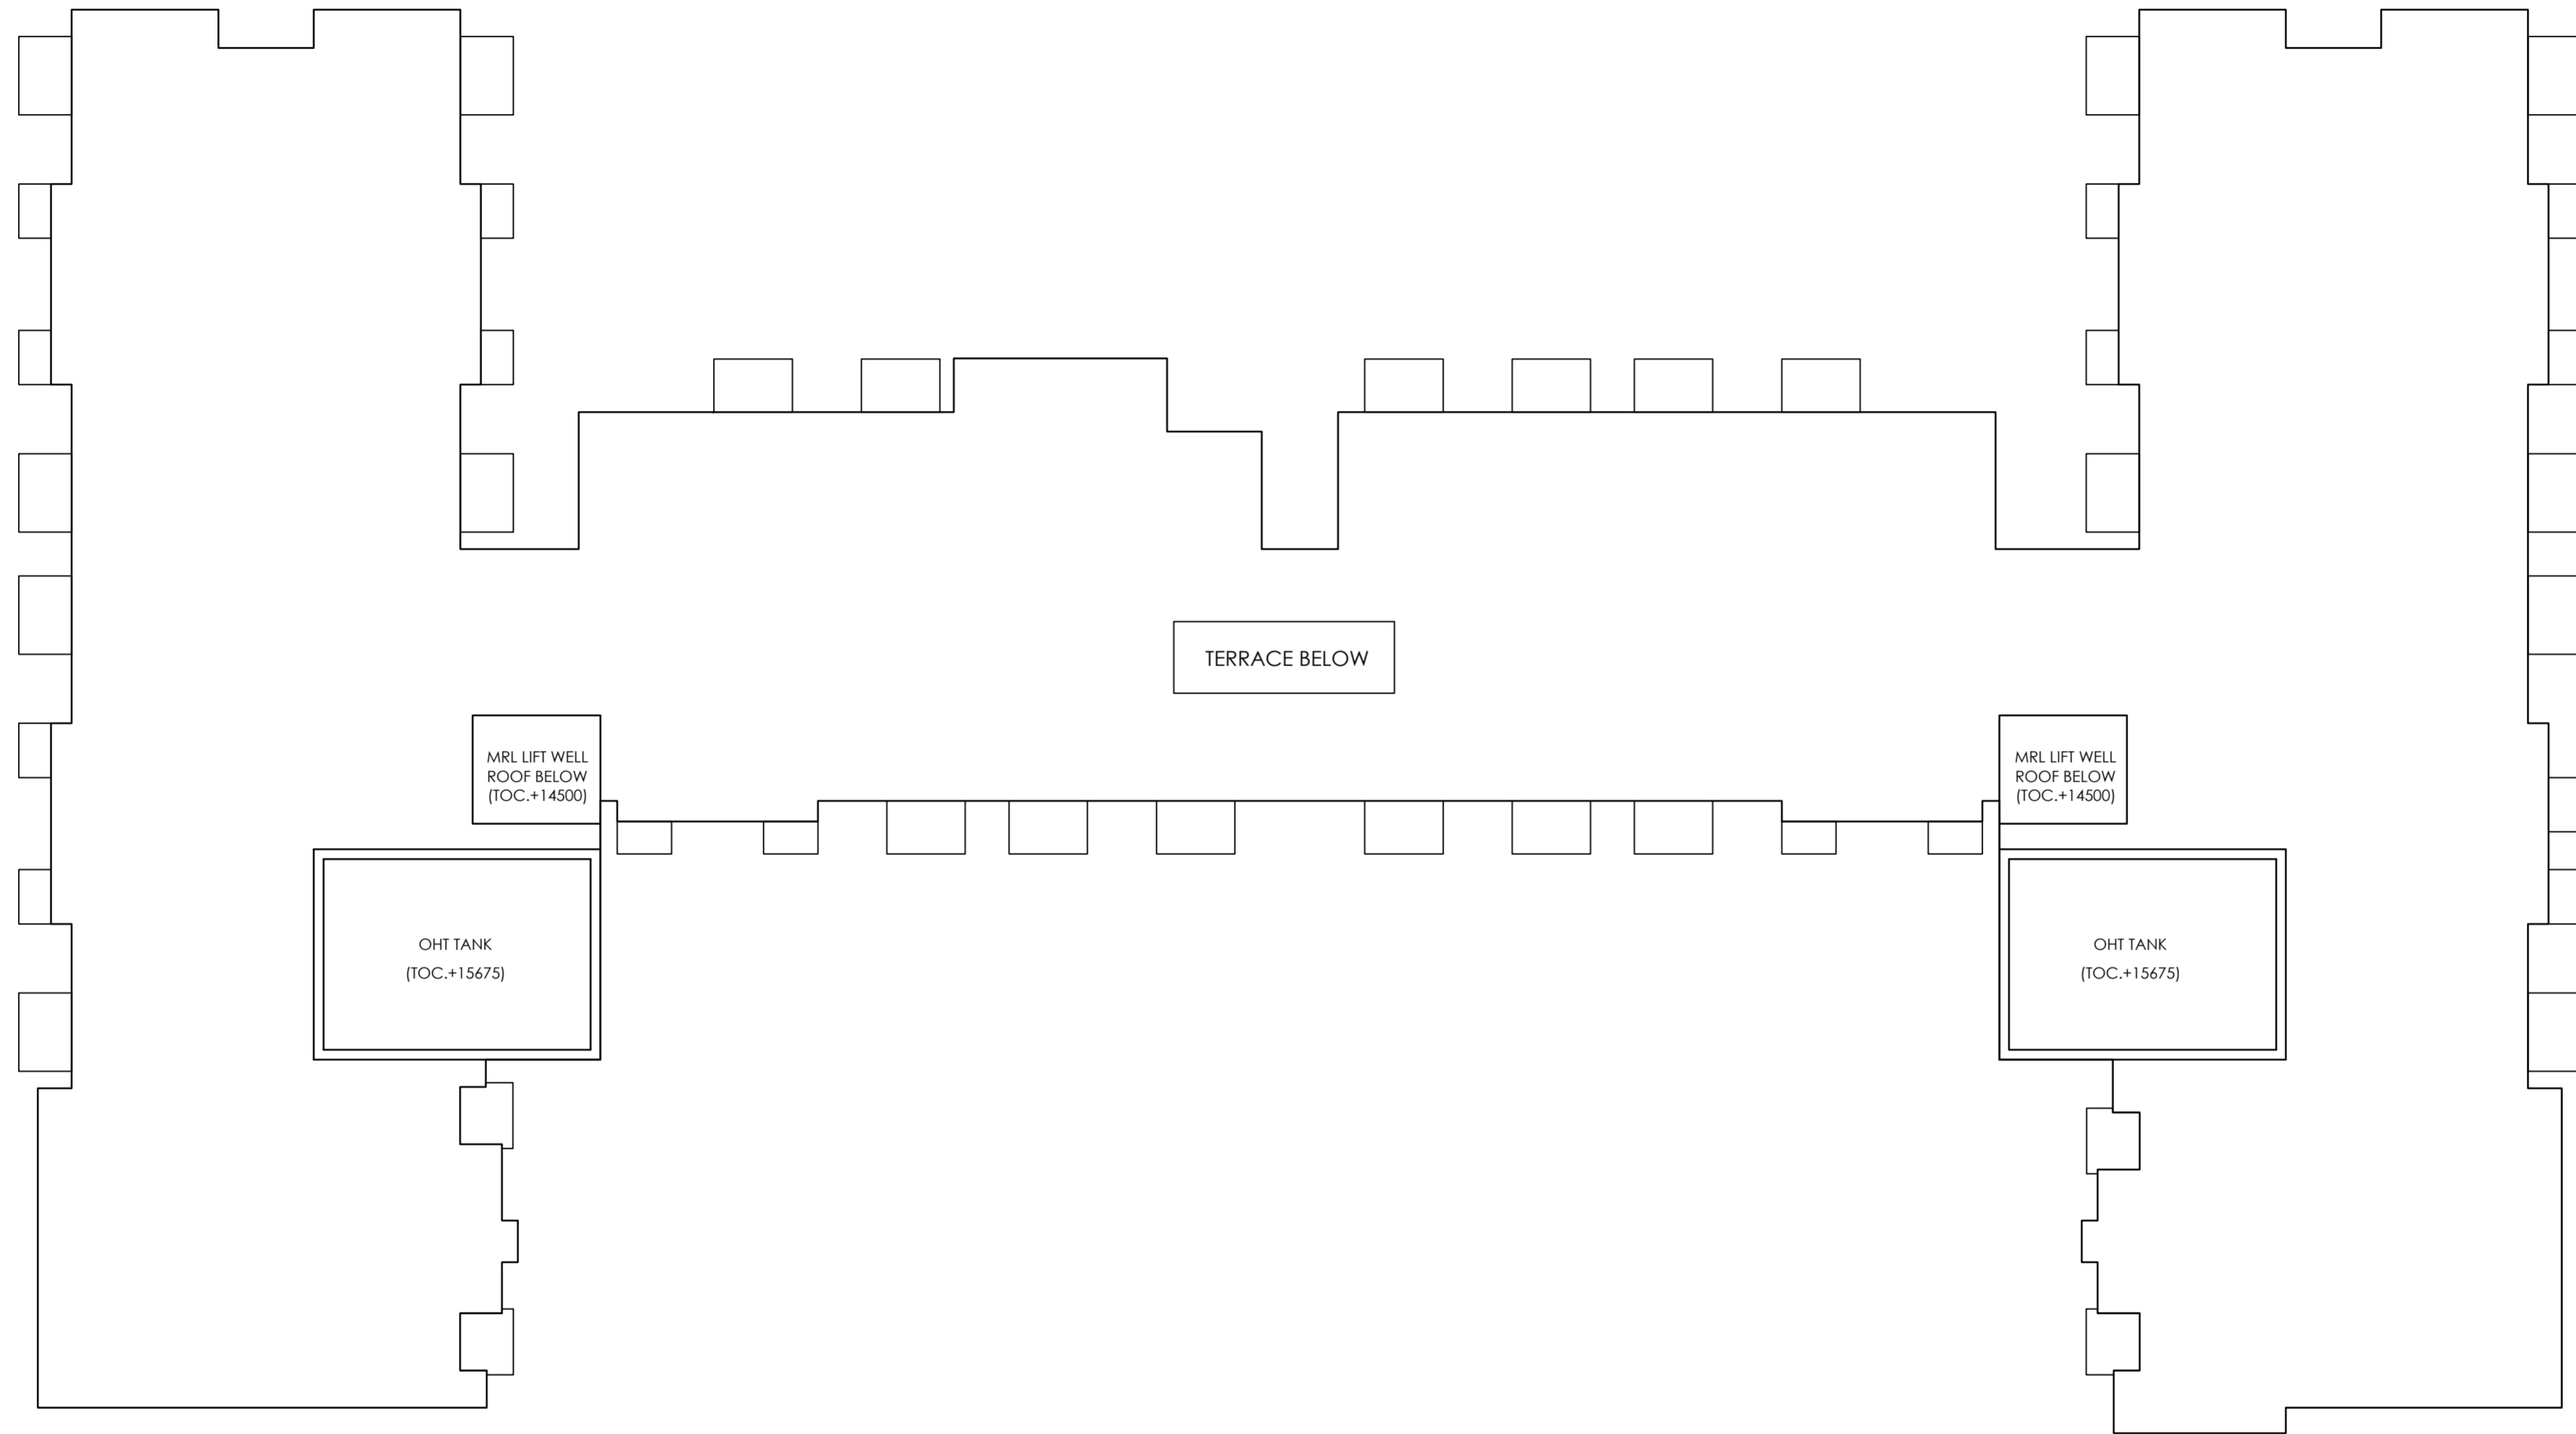 TERRACE BELOW
MRL LIFT WELL
ROOF BELOW
(TOC.+14500)
MRL LIFT WELL
ROOF BELOW
(TOC.+14500)
OHT TANK
(TOC.+15675)
OHT TANK
(TOC.+15675)